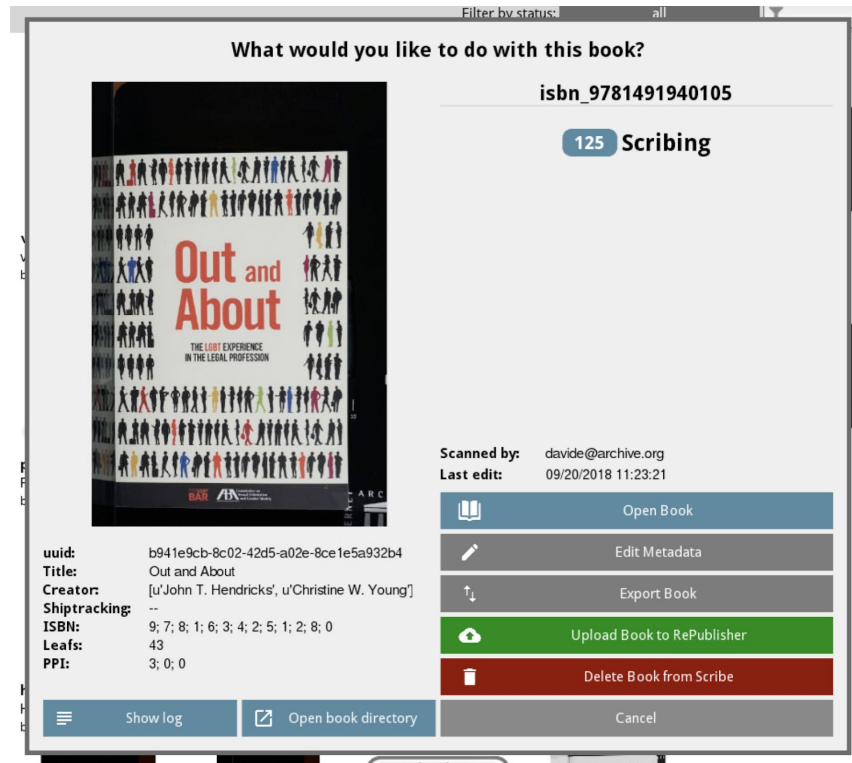 Filter by status:
all
What would you like to do with this book?
isbn_9781491940105
125 Scribing
Out and
About
THE LGBT EXPERIENCE
IN THE LEGAL PROFESSION
BAR
ABA
ARC
Scanned by: davide@archive.org
Last edit: 09/20/2018 11:23:21
Open Book
Edit Metadata
Export Book
Upload Book to RePublisher
Delete Book from Scribe
Cancel
uuid: b941e9cb-8c02-42d5-a02e-8ce1e5a932b4
Title: Out and About
Creator: [u'John T. Hendricks', u'Christine W. Young']
Shiptracking: --
ISBN: 9; 7; 8; 1; 6; 3; 4; 2; 5; 1; 2; 8; 0
Leafs: 43
PPI: 3; 0; 0
Show log
Open book directory